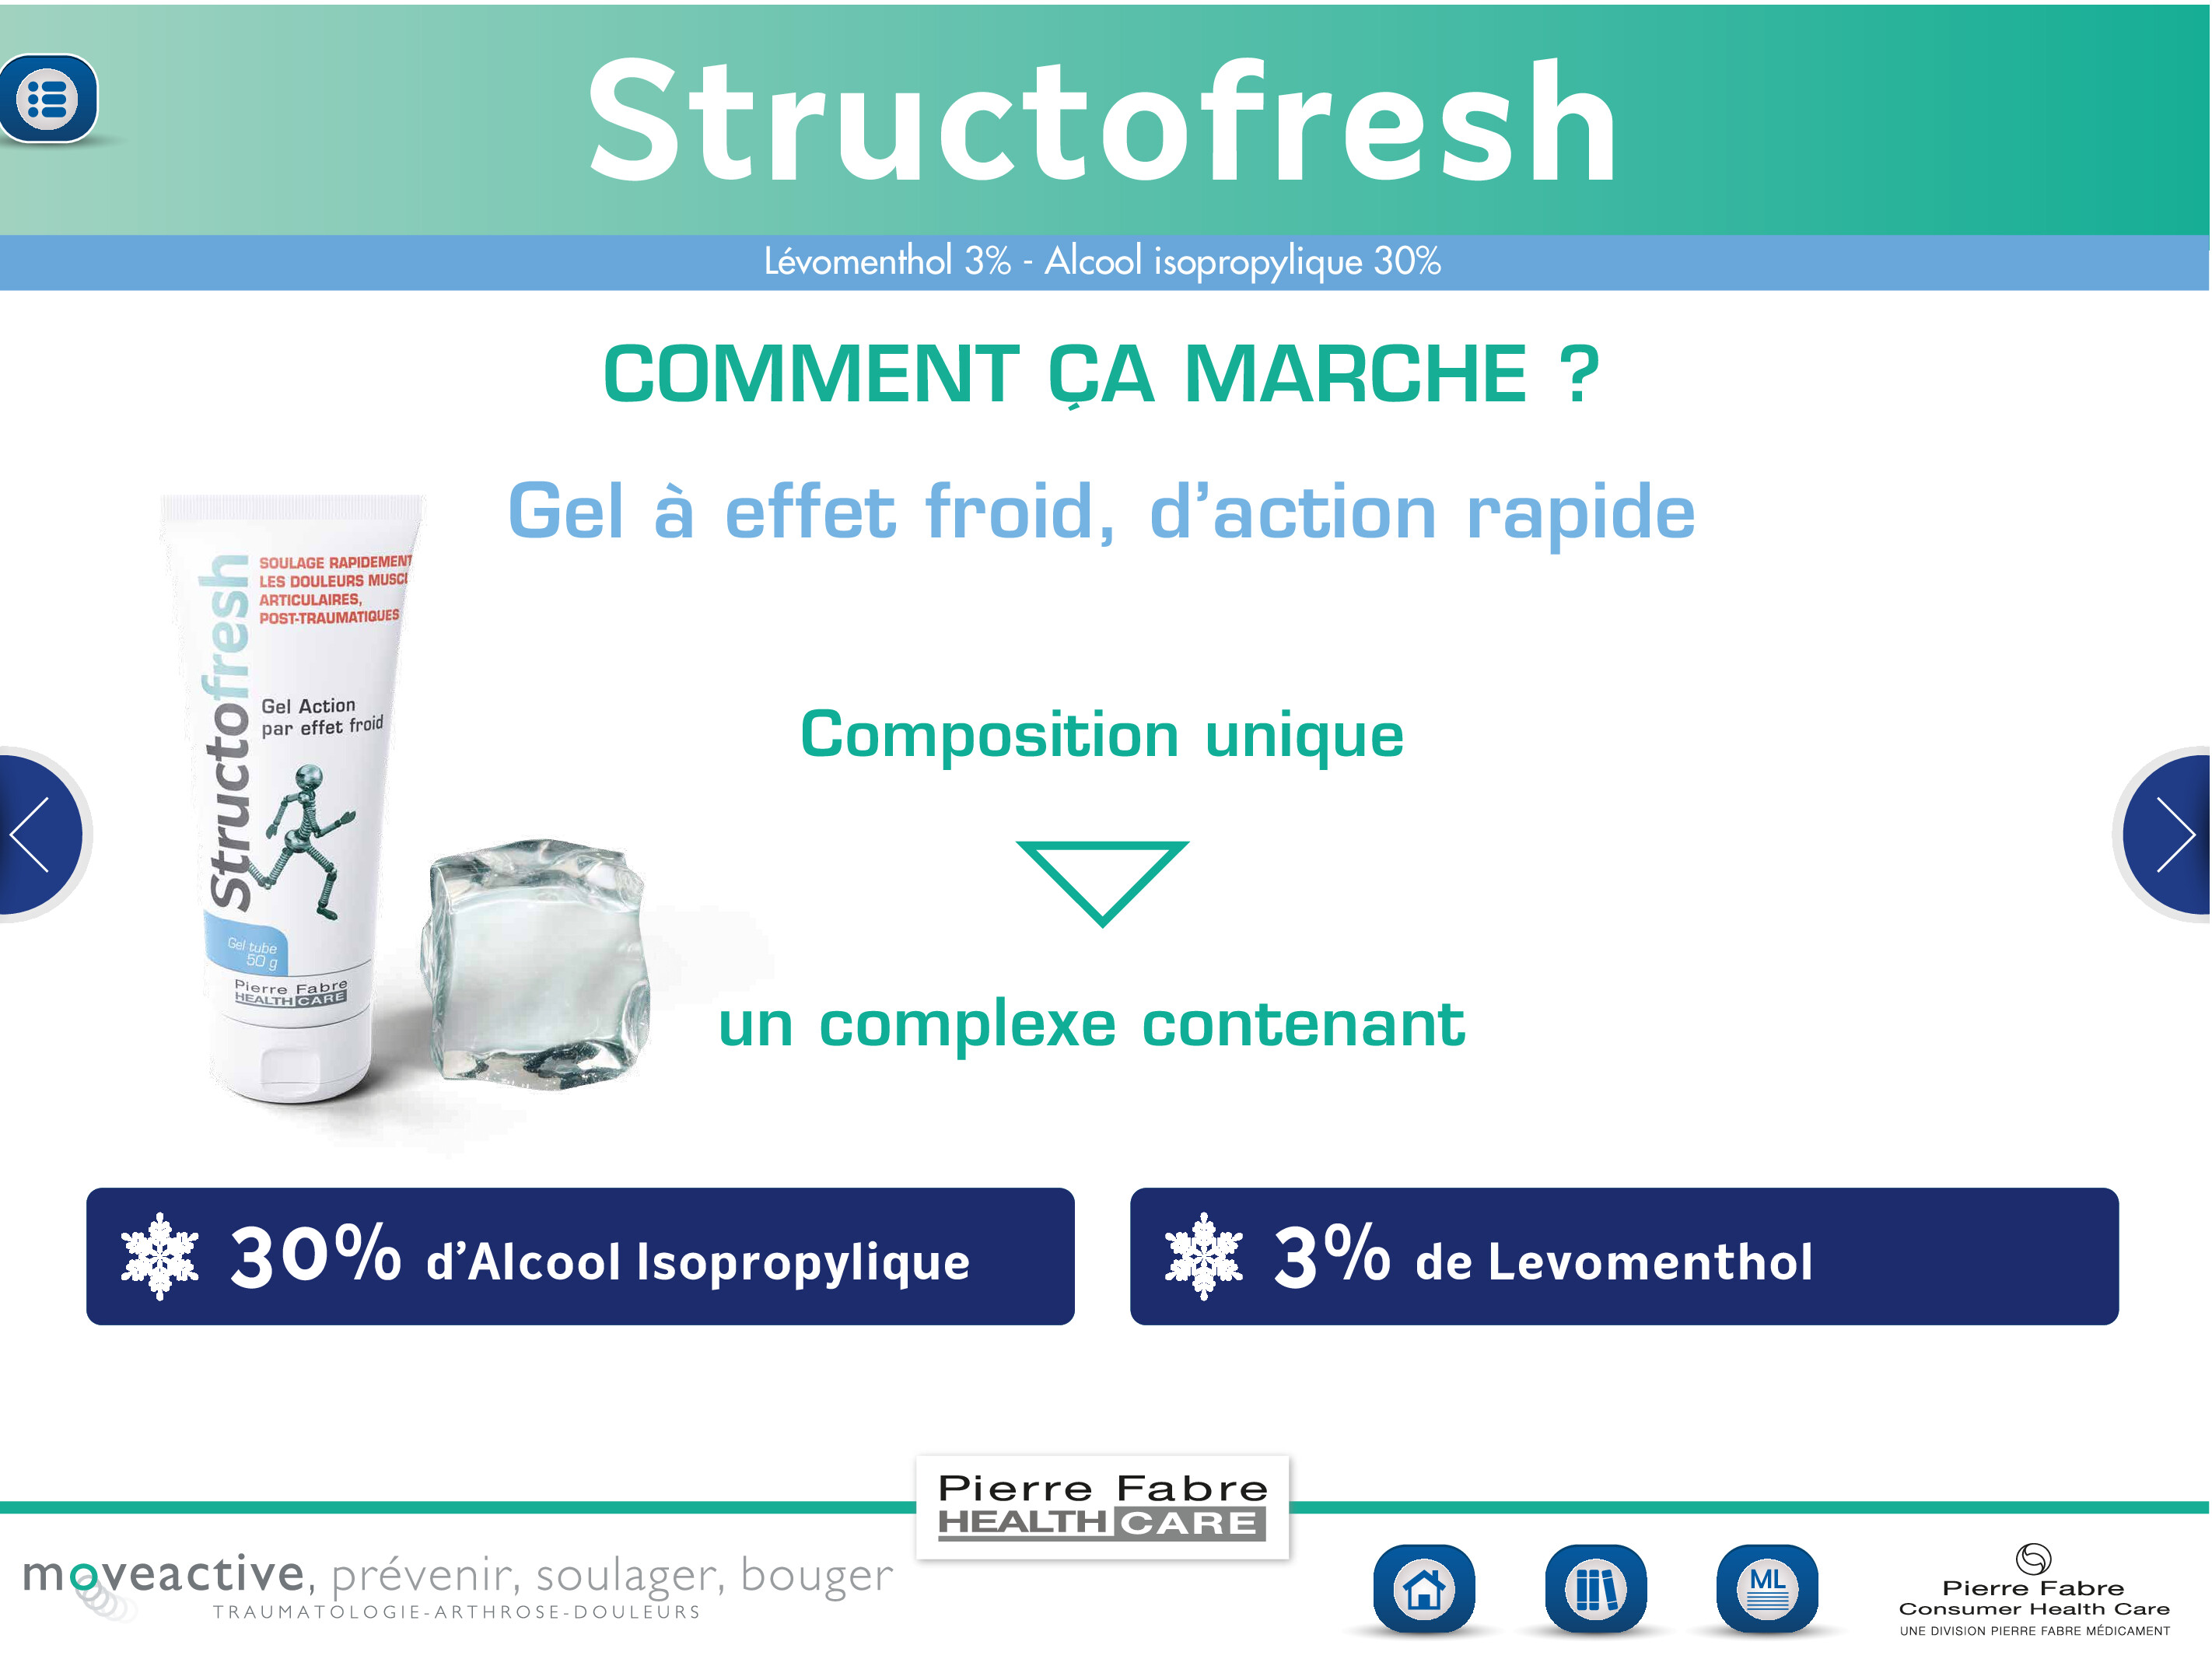 Structofresh
Lévomenthol 3% - Alcool isopropylique 30%
COMMENT ÇA MARCHE ?
Gel à effet froid, d'action rapide
SOULAGE RAPIDEMENT
LES DOULEURS
ARTICULAIRES,
POST-TRAUMATIQUES
Structofresh
Gel Action
par effet froid
Gel tube
50 g
Pierre Fabre
HEALTH CARE
Composition unique
un complexe contenant
30% d'Alcool Isopropylique
3% de Levomenthol
Pierre Fabre
HEALTH CARE
moveactive, prévenir, soulager, bouger
TRAUMATOLOGIE-ARTHROSE-DOULEURS
ML
Pierre Fabre
Consumer Health Care
UNE DIVISION PIERRE FABRE MÉDICAMENT